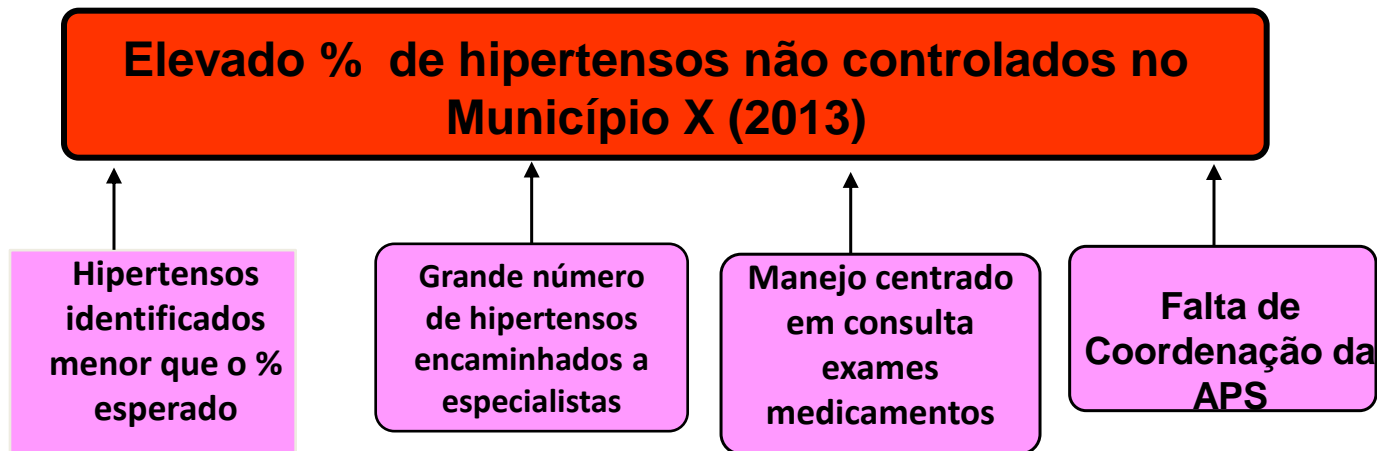 Elevado % de hipertensos não controlados no
Município X (2013)
Hipertensos
identificados
menor que o %
esperado
Grande número
de hipertensos
encaminhados a
especialistas
Manejo centrado
em consulta
exames
medicamentos
Falta de
Coordenação da
APS